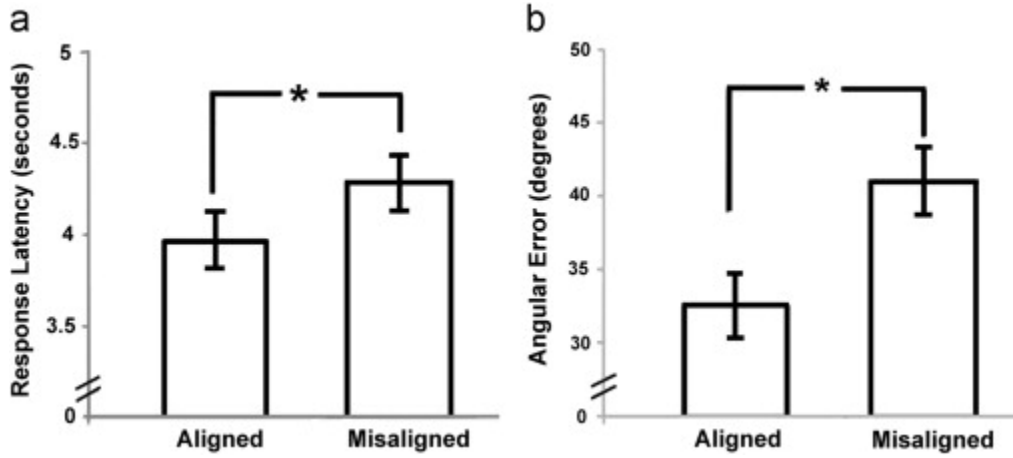 a
Response Latency (seconds)
5
4.5
4
3.5
0
*
Aligned Misaligned
b
Angular Error (degrees)
50
45
40
35
30
0
*
Aligned Misaligned